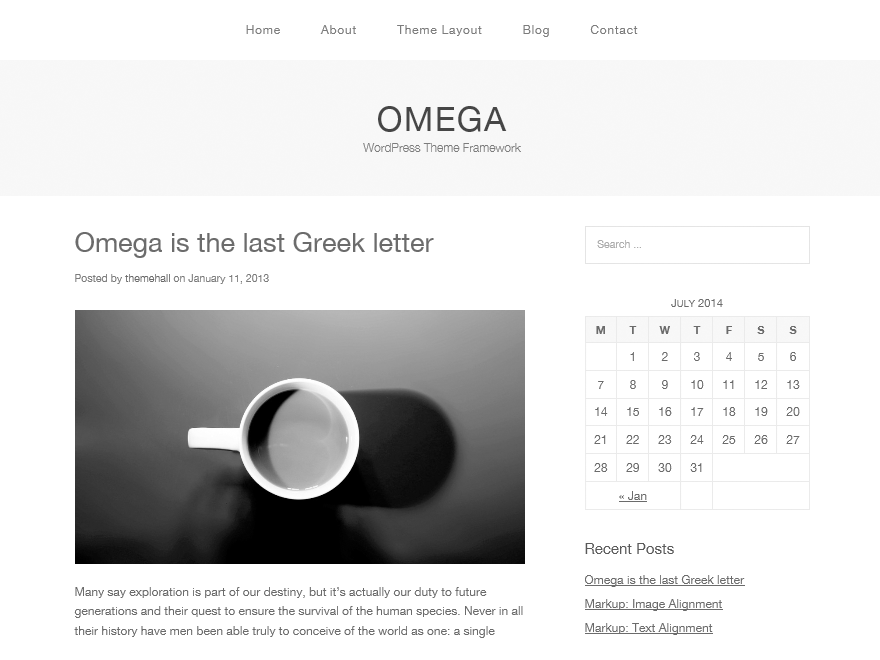 Home About Theme Layout Blog Contact
OMEGA
WordPress Theme Framework
Omega is the last Greek letter
Posted by themehall on January 11, 2013
Many say exploration is part of our destiny, but it’s actually our duty to future
generations and their quest to ensure the survival of the human species. Never in all
their history have men been able truly to conceive of the world as one: a single
Search ...
JULY 2014
M T W T F S S
1 2 3 4 5 6
7 8 9 10 11 12 13
14 15 16 17 18 19 20
21 22 23 24 25 26 27
28 29 30 31
« Jan
Recent Posts
Omega is the last Greek letter
Markup: Image Alignment
Markup: Text Alignment